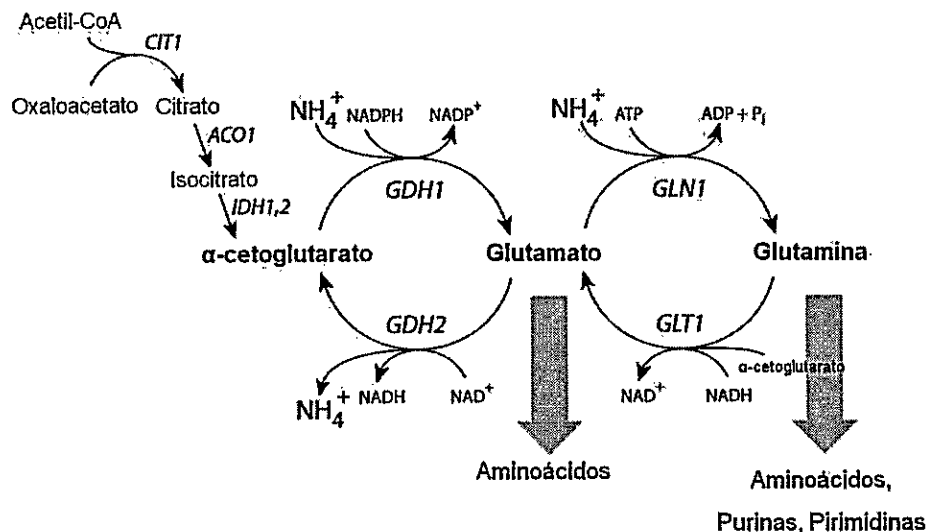 Acetil-CoA
CIT1
Oxaloacetato Citrato
ACO1
Isocitrato
IDH1,2
α-cetoglutarato
NH4+ NADPH NADP+
GDH1
Glutamato
GDH2
NH4+ NADH NAD+
NH4+ ATP ADP + Pi
GLN1
Glutamina
GLT1
α-cetoglutarato
NAD+ NADH
Aminoácidos
Aminoácidos,
Purinas, Pirimidinas